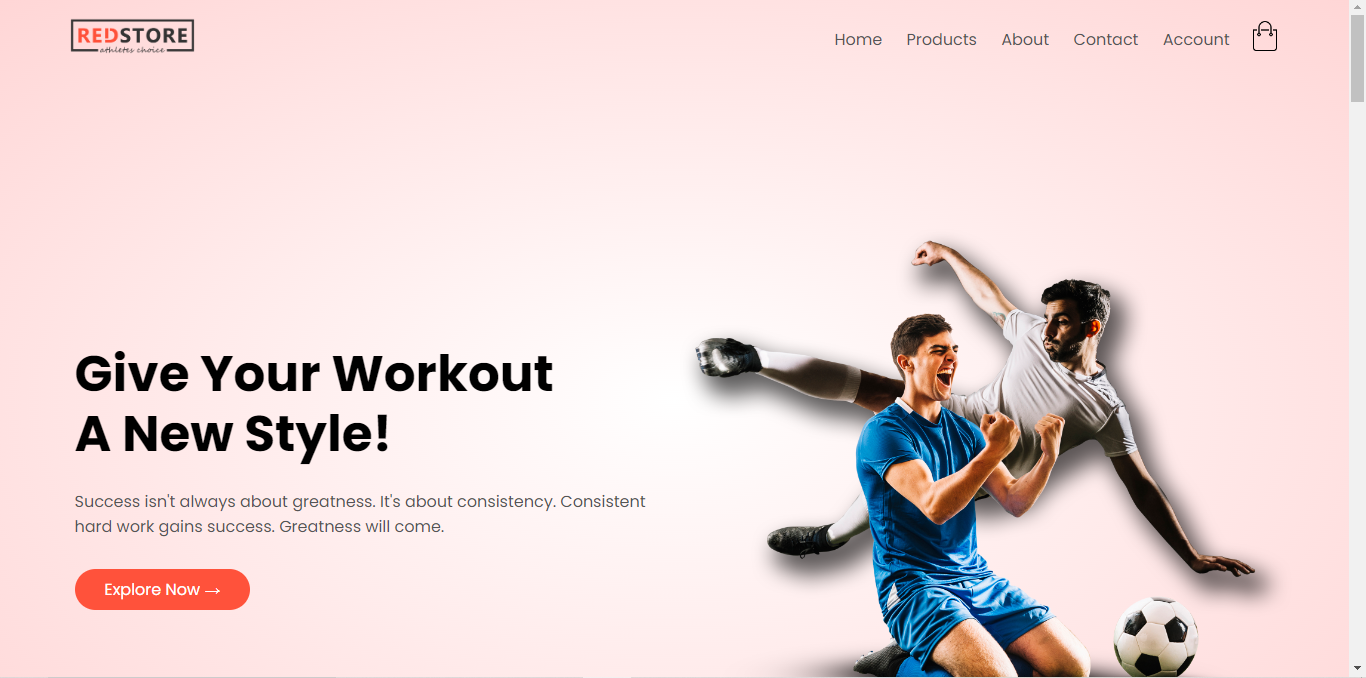 REDSTORE
athletes choice
Home Products About Contact Account
Give Your Workout
A New Style!
Success isn't always about greatness. It's about consistency. Consistent
hard work gains success. Greatness will come.
Explore Now →